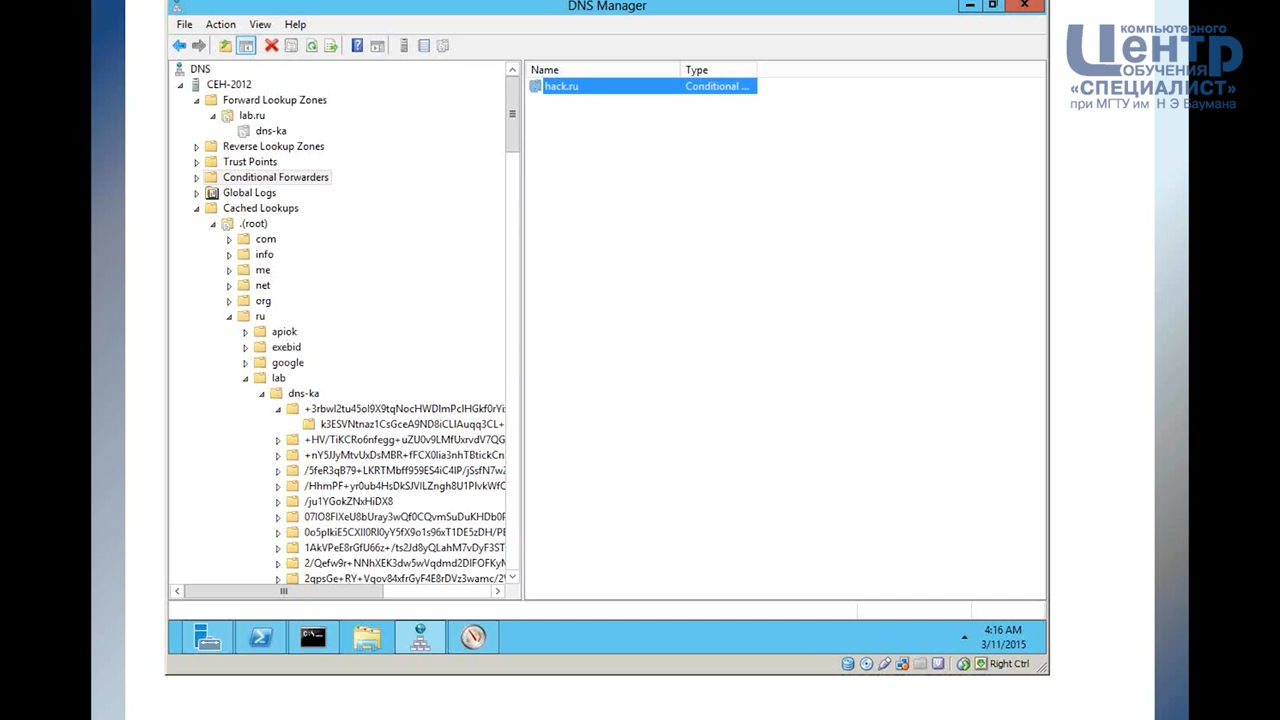 DNS Manager
File Action View Help
DNS
CEH-2012
Forward Lookup Zones
lab.ru
dns-ka
Reverse Lookup Zones
Trust Points
Conditional Forwarders
Global Logs
Cached Lookups
.(root)
com
info
me
net
org
ru
apiok
exebid
google
lab
dns-ka
k3ESVNtnaz1CsGceA9ND8iCLIAuqq3CL+
/ju1YGokZNxHiDX8
Name Type
hack.ru Conditional ...
4:16 AM
3/11/2015
Right Ctrl
компьютерного
Центр
ОБУЧЕНИЯ
«СПЕЦИАЛИСТ»
при МГТУ им Н Э Баумана